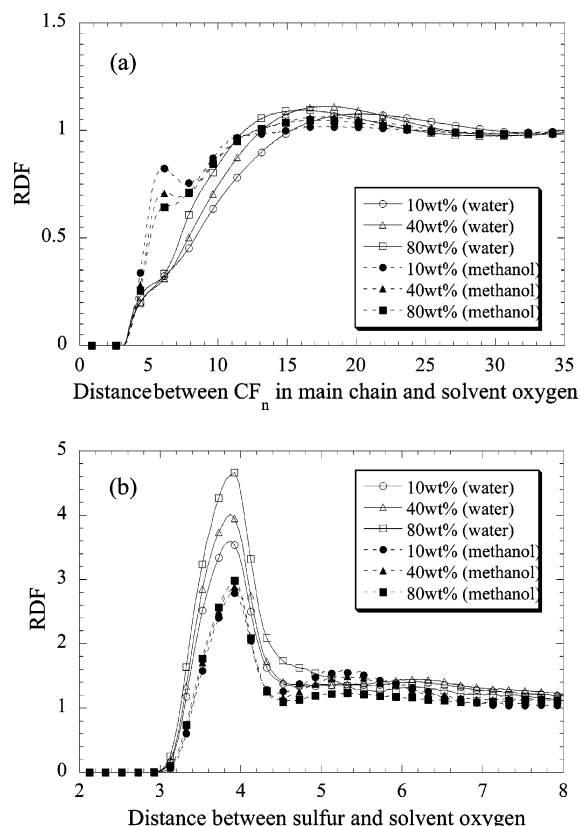 1.5
(a)
1
RDF
0.5
10wt% (water)
40wt% (water)
80wt% (water)
10wt% (methanol)
40wt% (methanol)
80wt% (methanol)
0
0 5 10 15 20 25 30 35
Distance between CFn in main chain and solvent oxygen
5
(b)
4
10wt% (water)
40wt% (water)
80wt% (water)
10wt% (methanol)
40wt% (methanol)
80wt% (methanol)
3
RDF
2
1
0
2 3 4 5 6 7 8
Distance between sulfur and solvent oxygen